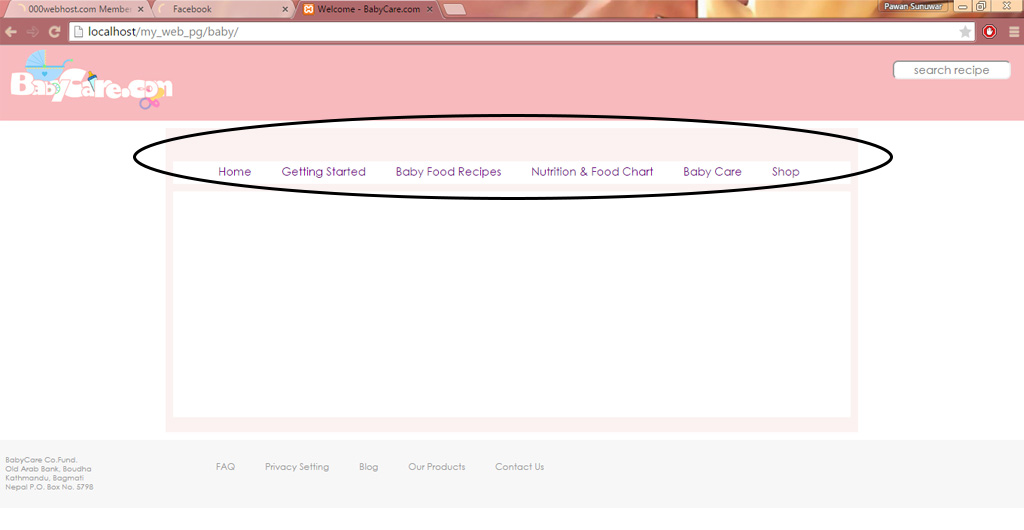 000webhost.com Member
Facebook
Welcome - BabyCare.com
Pawan Sunuwar
localhost/my_web_pg/baby/
BabyCare.com
search recipe
Home Getting Started Baby Food Recipes Nutrition & Food Chart Baby Care Shop
BabyCare Co.Fund.
Old Arab Bank, Boudha
Kathmandu, Bagmati
Nepal P.O. Box No. 5798
FAQ Privacy Setting Blog Our Products Contact Us